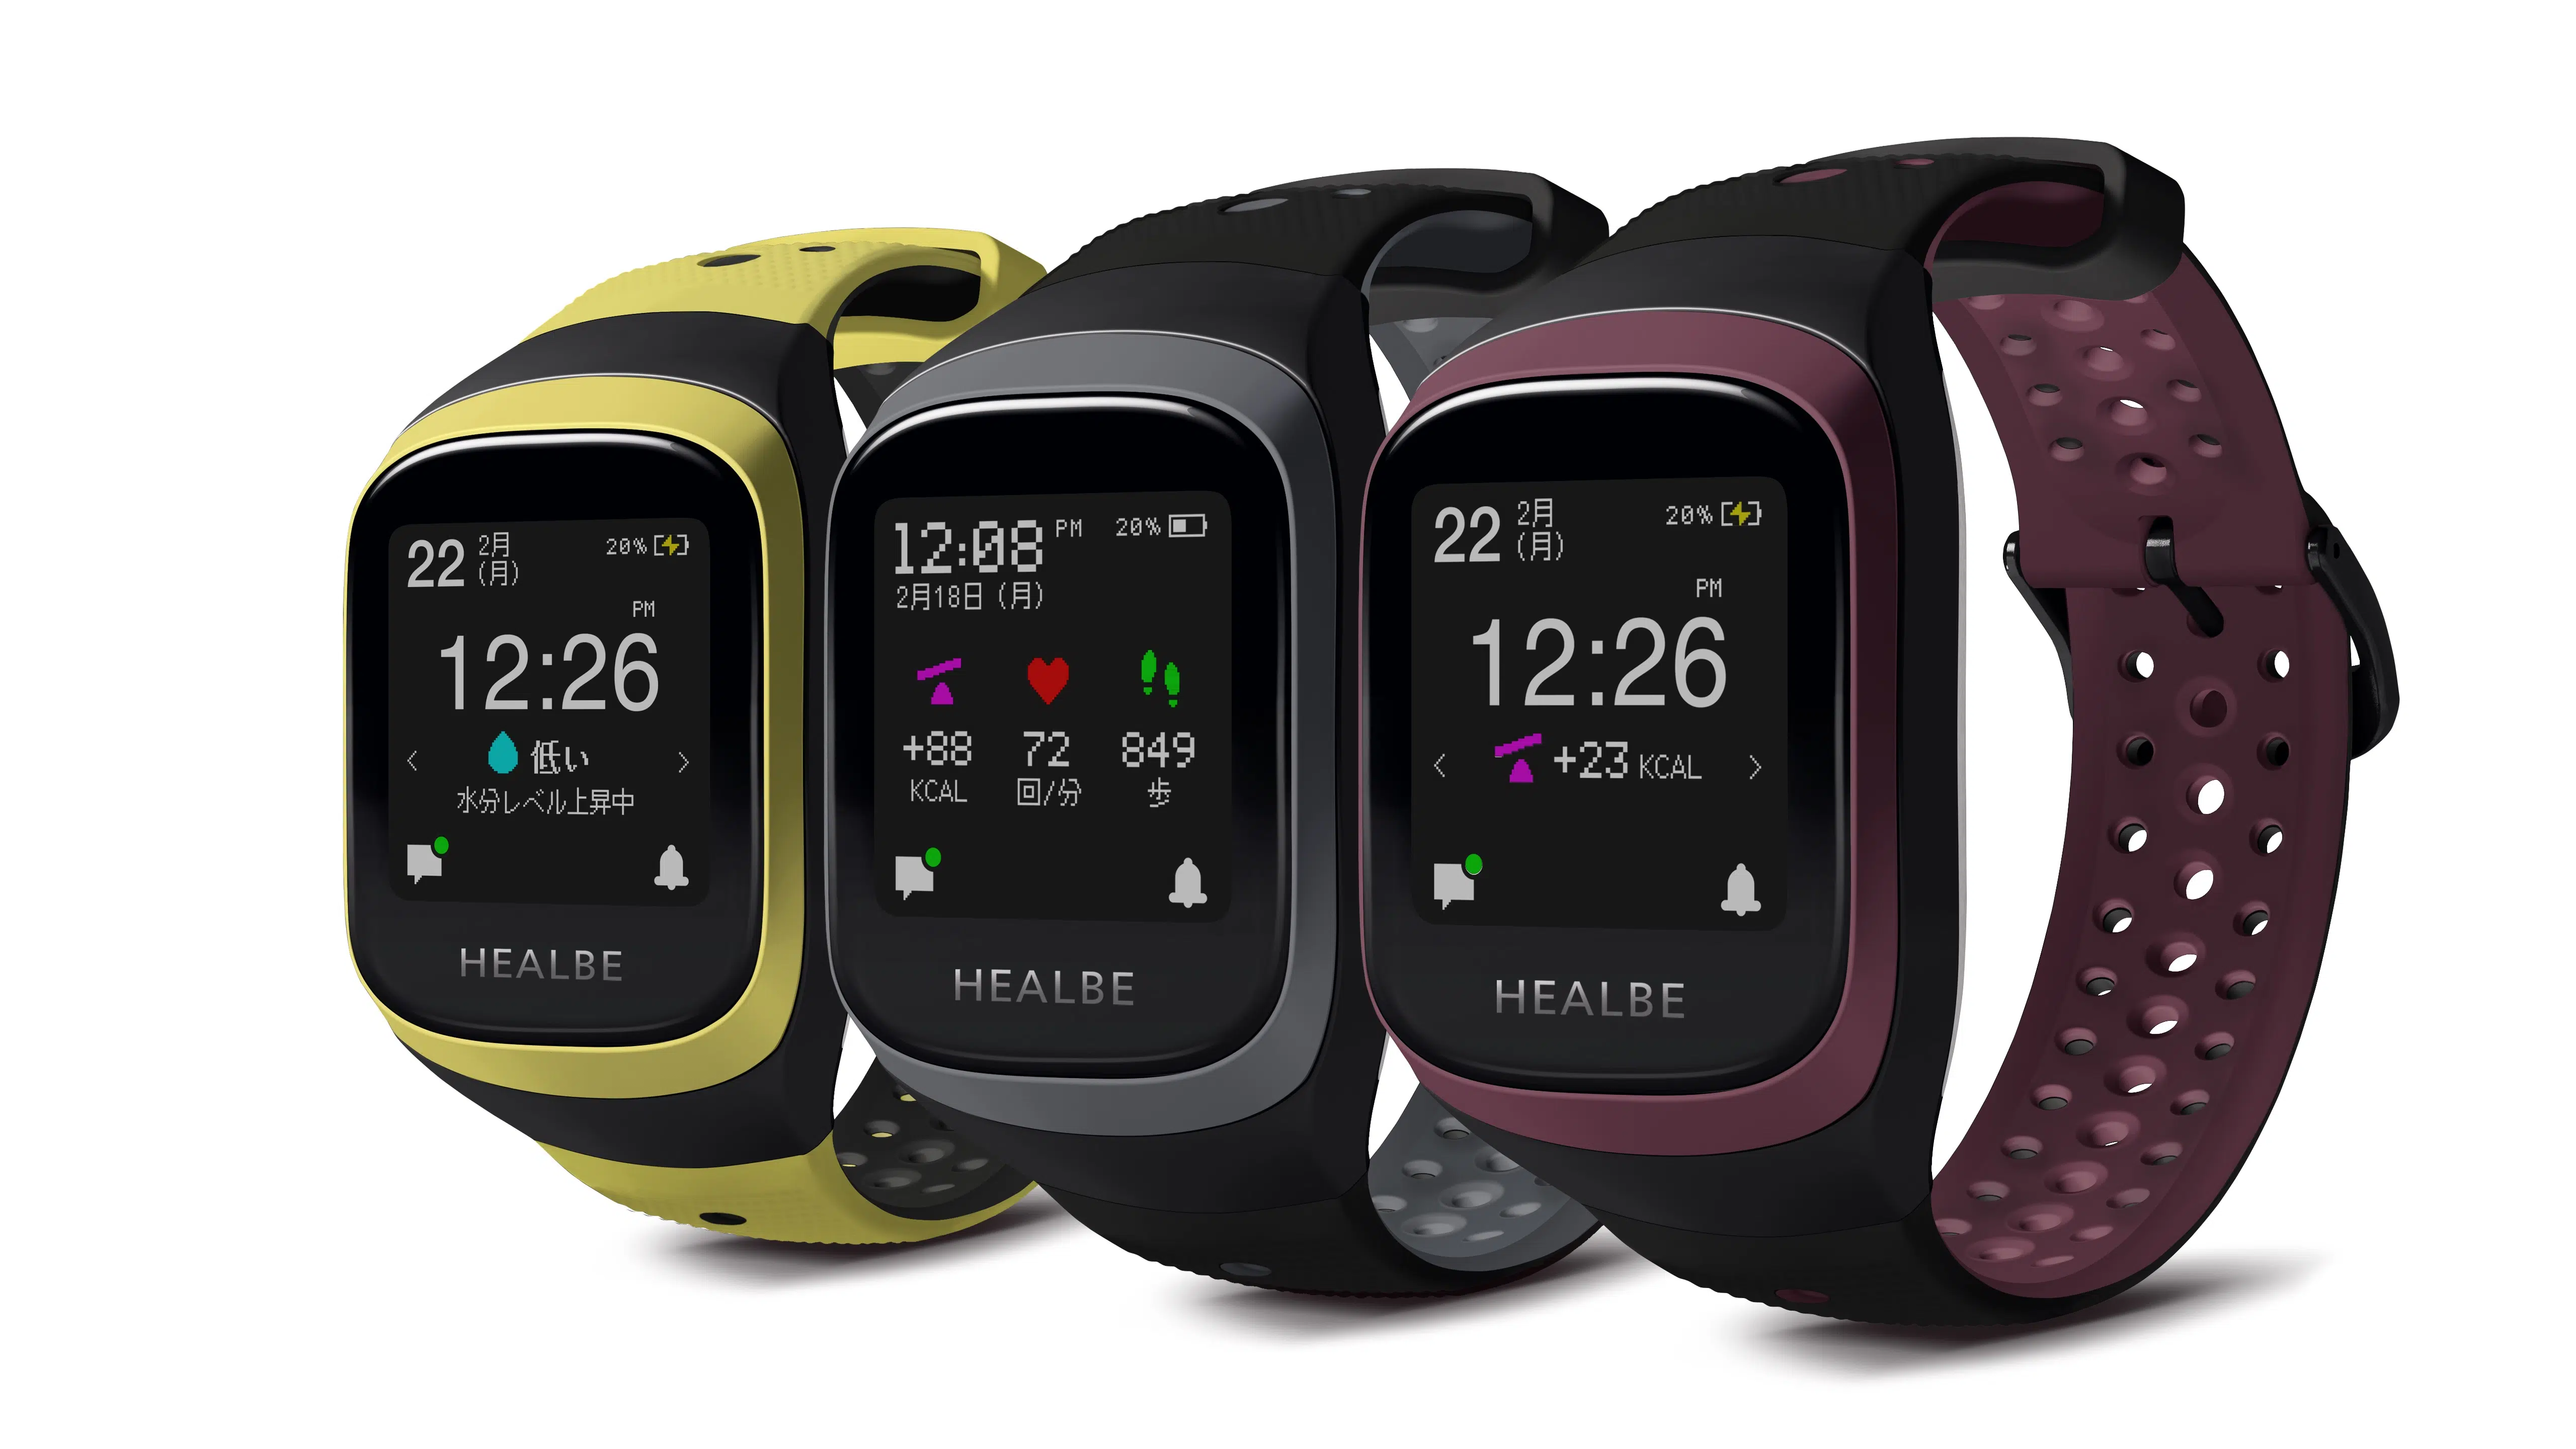 22 2月
(月)
20%
PM
12:26
低い
水分レベル上昇中
HEALBE
12:08 PM 20%
2月18日 (月)
+88 72 849
KCAL 回/分 歩
HEALBE
22 2月
(月)
20%
PM
12:26
+23 KCAL
HEALBE